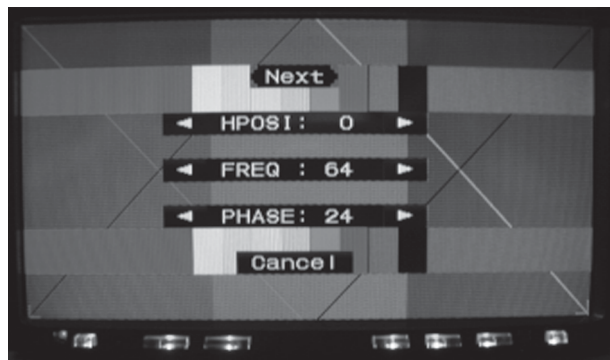 Next
◄ HPOSI: 0 ►
◄ FREQ : 64 ►
◄ PHASE: 24 ►
Cancel